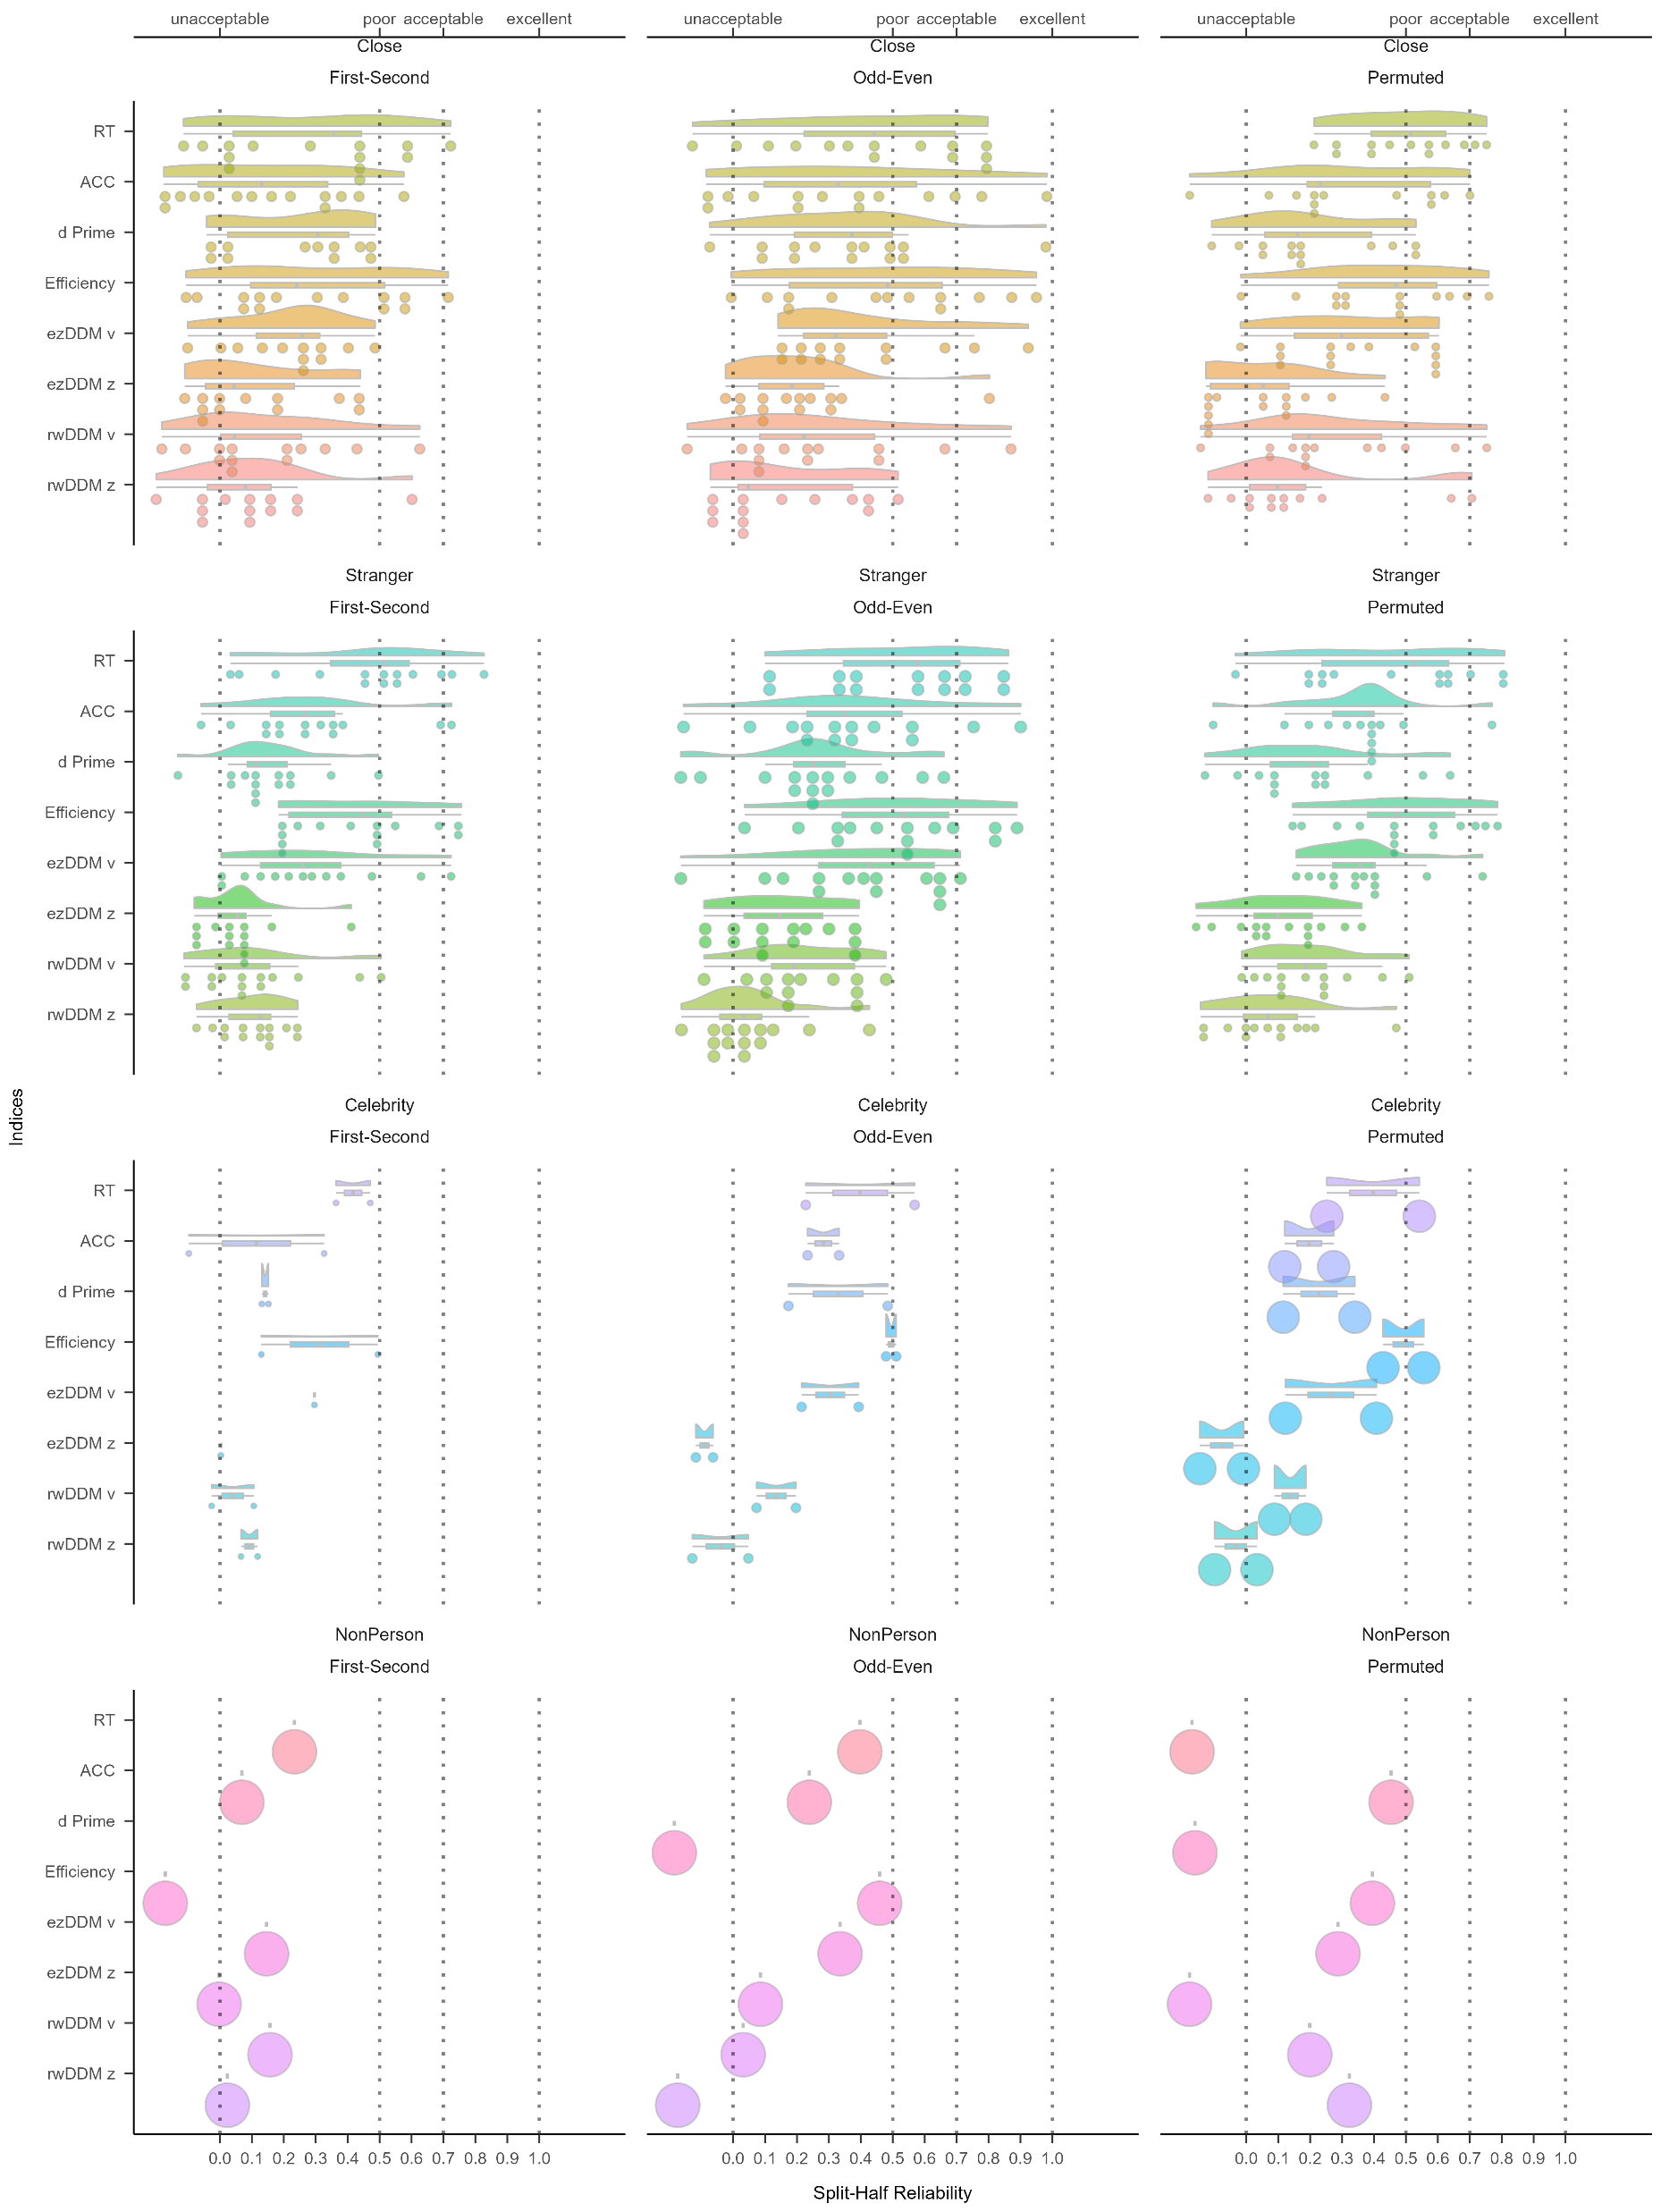 unacceptable poor acceptable excellent unacceptable poor acceptable excellent unacceptable poor acceptable excellent
Close Close Close
First-Second Odd-Even Permuted
RT
ACC
d Prime
Efficiency
ezDDM v
ezDDM z
rwDDM v
rwDDM z
Stranger Stranger Stranger
First-Second Odd-Even Permuted
RT
ACC
d Prime
Efficiency
ezDDM v
ezDDM z
rwDDM v
rwDDM z
Indices
Celebrity Celebrity Celebrity
First-Second Odd-Even Permuted
RT
ACC
d Prime
Efficiency
ezDDM v
ezDDM z
rwDDM v
rwDDM z
NonPerson NonPerson NonPerson
First-Second Odd-Even Permuted
RT
ACC
d Prime
Efficiency
ezDDM v
ezDDM z
rwDDM v
rwDDM z
0.0 0.1 0.2 0.3 0.4 0.5 0.6 0.7 0.8 0.9 1.0 0.0 0.1 0.2 0.3 0.4 0.5 0.6 0.7 0.8 0.9 1.0 0.0 0.1 0.2 0.3 0.4 0.5 0.6 0.7 0.8 0.9 1.0
Split-Half Reliability